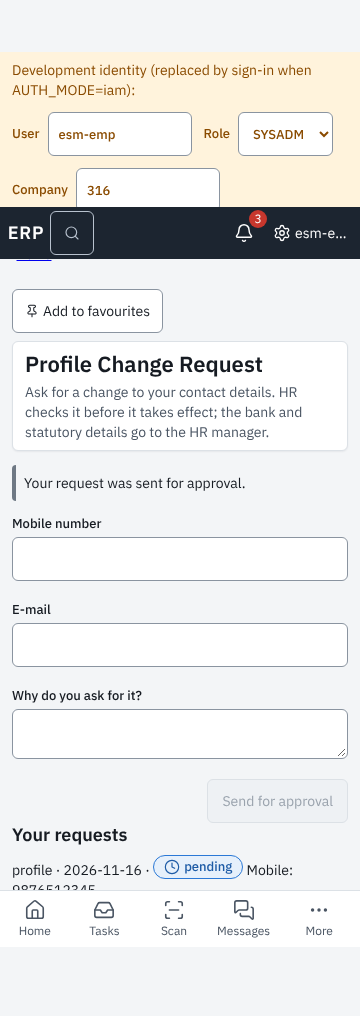 Development identity (replaced by sign-in when
AUTH_MODE=iam):
User esm-emp Role SYSADM
Company 316
ERP 3 esm-e...
Add to favourites
Profile Change Request
Ask for a change to your contact details. HR
checks it before it takes effect; the bank and
statutory details go to the HR manager.
Your request was sent for approval.
Mobile number
E-mail
Why do you ask for it?
Send for approval
Your requests
profile · 2026-11-16 · pending Mobile:
Home Tasks Scan Messages More